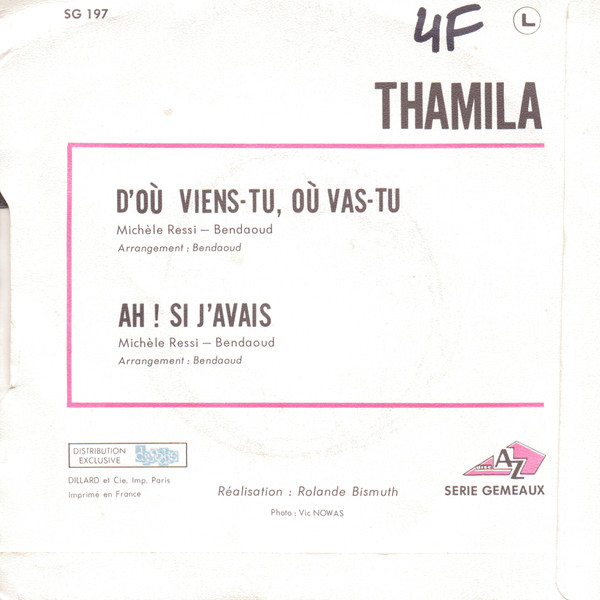 SG 197
4F
L
THAMILA
D'OÙ VIENS-TU, OÙ VAS-TU
Michèle Ressi — Bendaoud
Arrangement : Bendaoud
AH ! SI J'AVAIS
Michèle Ressi — Bendaoud
Arrangement : Bendaoud
DISTRIBUTION
EXCLUSIVE
DILLARD et Cie. Imp. Paris
Imprimé en France
Réalisation : Rolande Bismuth
Photo : Vic NOWAS
AZ
SERIE GEMEAUX